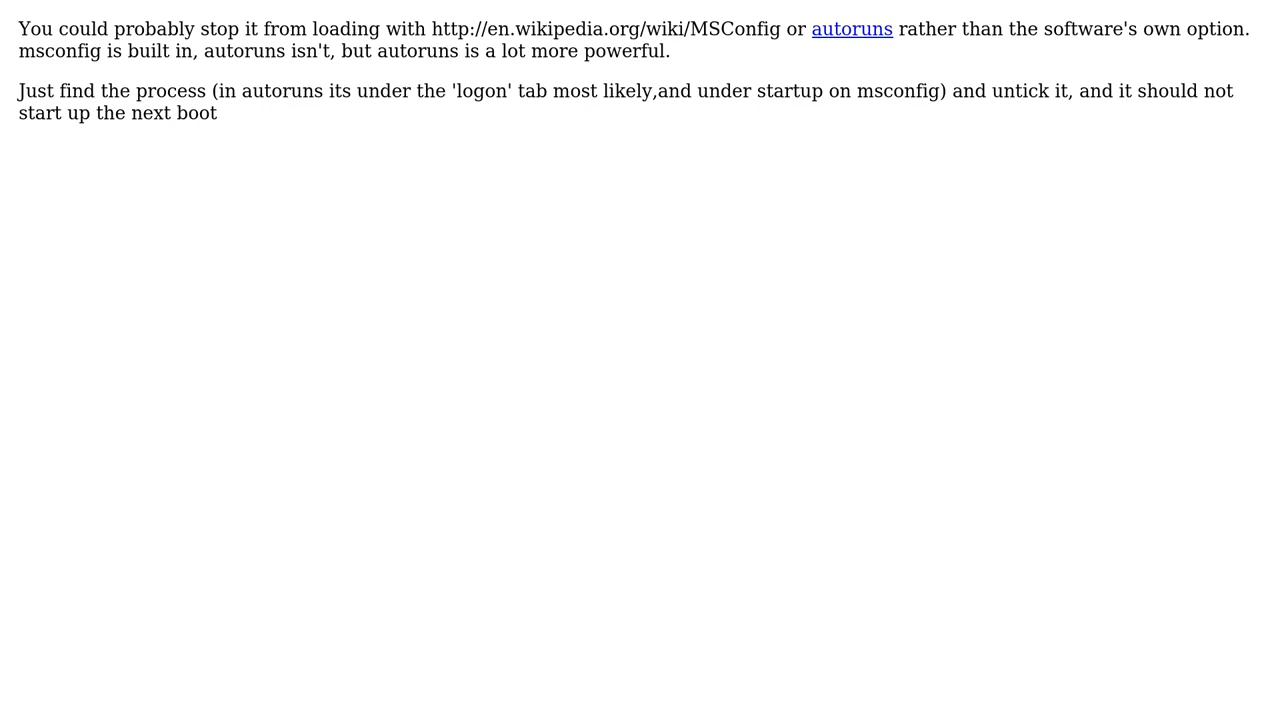 You could probably stop it from loading with http://en.wikipedia.org/wiki/MSConfig or autoruns rather than the software's own option.
msconfig is built in, autoruns isn't, but autoruns is a lot more powerful.
Just find the process (in autoruns its under the 'logon' tab most likely,and under startup on msconfig) and untick it, and it should not
start up the next boot